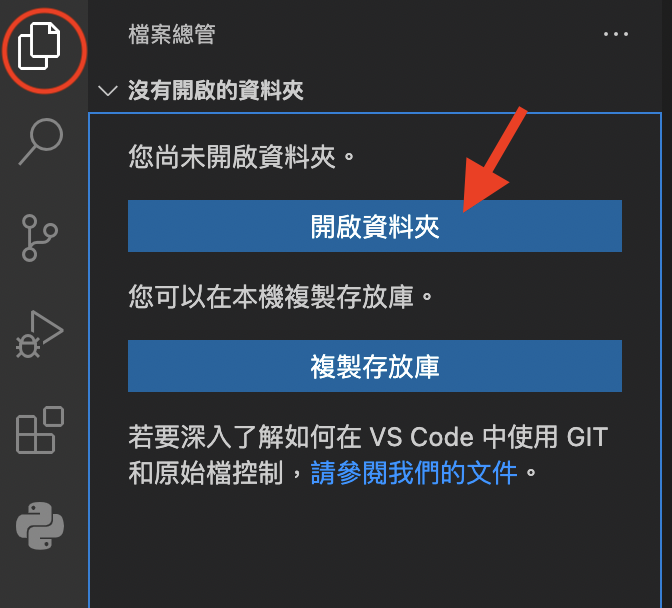 檔案總管
沒有開啟的資料夾
您尚未開啟資料夾。
開啟資料夾
您可以在本機複製存放庫。
複製存放庫
若要深入了解如何在 VS Code 中使用 GIT
和原始檔控制，請參閱我們的文件。